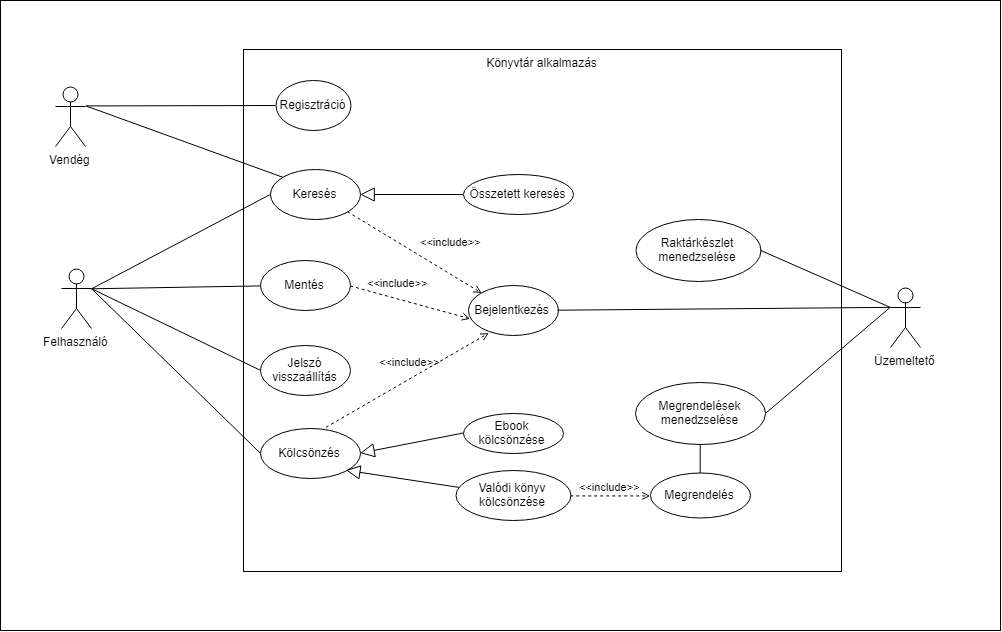 Könyvtár alkalmazás
Regisztráció
Vendég
Keresés
Összetett keresés
<<include>>
Raktárkészlet
menedzselése
Mentés
<<include>>
Bejelentkezés
Felhasználó
Üzemeltető
Jelszó
visszaállítás
<<include>>
Megrendelések
menedzselése
Ebook
kölcsönzése
Kölcsönzés
Valódi könyv
kölcsönzése
<<include>>
Megrendelés